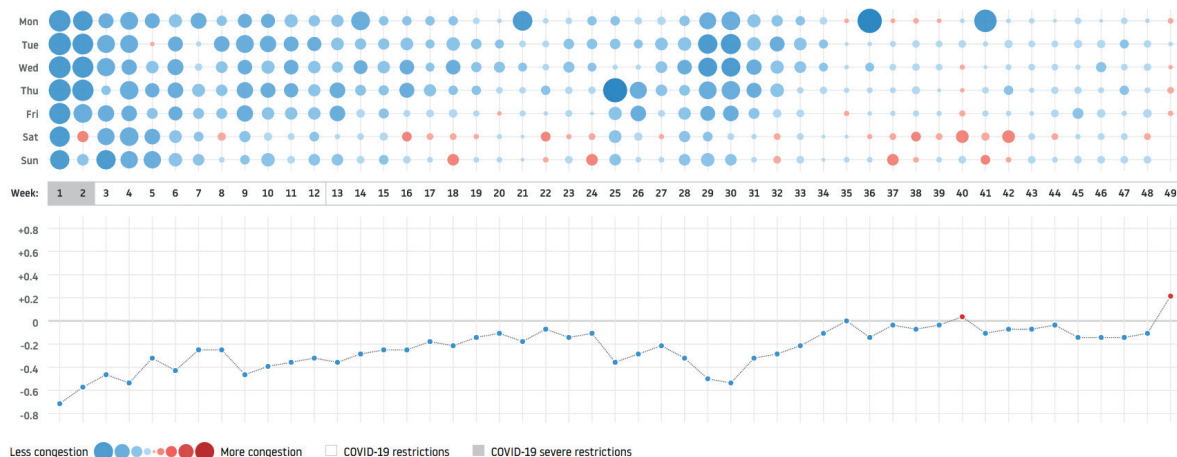 Mon
Tue
Wed
Thu
Fri
Sat
Sun
Week: 1 2 3 4 5 6 7 8 9 10 11 12 13 14 15 16 17 18 19 20 21 22 23 24 25 26 27 28 29 30 31 32 33 34 35 36 37 38 39 40 41 42 43 44 45 46 47 48 49
+0.8
+0.6
+0.4
+0.2
0
-0.2
-0.4
-0.6
-0.8
Less congestion More congestion COVID-19 restrictions COVID-19 severe restrictions